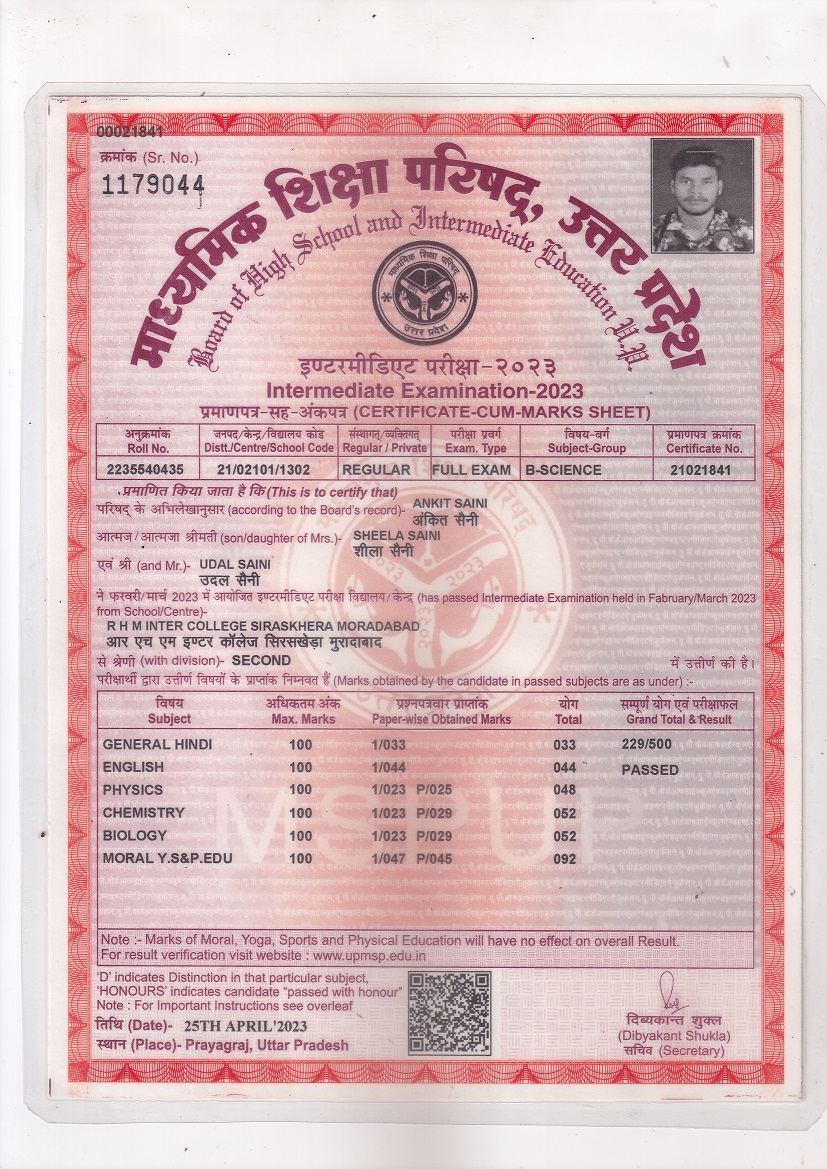 00021841
क्रमांक (Sr. No.)
1179044
माध्यमिक शिक्षा परिषद्, उत्तर प्रदेश
Board of High School and Intermediate Education U.P.
माध्यमिक शिक्षा परिषद
उत्तर प्रदेश
इण्टरमीडिएट परीक्षा-२०२३
Intermediate Examination-2023
प्रमाणपत्र-सह-अंकपत्र (CERTIFICATE-CUM-MARKS SHEET)
अनुक्रमांक जनपद/केन्द्र/विद्यालय कोड संस्थागत्/व्यक्तिगत् परीक्षा प्रवर्ग विषय-वर्ग प्रमाणपत्र क्रमांक
Roll No. Distt./Centre/School Code Regular / Private Exam. Type Subject-Group Certificate No.
2235540435 21/02101/1302 REGULAR FULL EXAM B-SCIENCE 21021841
प्रमाणित किया जाता है कि (This is to certify that)
परिषद् के अभिलेखानुसार (according to the Board's record)- ANKIT SAINI
अंकित सैनी
आत्मज/आत्मजा श्रीमती (son/daughter of Mrs.)- SHEELA SAINI
शीला सैनी
एवं श्री (and Mr.)- UDAL SAINI
उदल सैनी
ने फरवरी/मार्च 2023 में आयोजित इण्टरमीडिएट परीक्षा विद्यालय/केन्द्र (has passed Intermediate Examination held in Fabruary/March 2023
from School/Centre)-
R H M INTER COLLEGE SIRASKHERA MORADABAD
आर एच एम इण्टर कॉलेज सिरसखेड़ा मुरादाबाद
से श्रेणी (with division)- SECOND में उत्तीर्ण की है।
परीक्षार्थी द्वारा उत्तीर्ण विषयों के प्राप्तांक निम्नवत हैं (Marks obtained by the candidate in passed subjects are as under) :-
विषय अधिकतम अंक प्रश्नपत्रवार प्राप्तांक योग सम्पूर्ण योग एवं परीक्षाफल
Subject Max. Marks Paper-wise Obtained Marks Total Grand Total & Result
GENERAL HINDI 100 1/033 033 229/500
ENGLISH 100 1/044 044 PASSED
PHYSICS 100 1/023 P/025 048
CHEMISTRY 100 1/023 P/029 052
BIOLOGY 100 1/023 P/029 052
MORAL Y.S&P.EDU 100 1/047 P/045 092
MSPUP
Note :- Marks of Moral, Yoga, Sports and Physical Education will have no effect on overall Result.
For result verification visit website : www.upmsp.edu.in
'D' indicates Distinction in that particular subject,
'HONOURS' indicates candidate "passed with honour"
Note : For Important Instructions see overleaf
तिथि (Date)- 25TH APRIL'2023
स्थान (Place)- Prayagraj, Uttar Pradesh
दिब्यकान्त शुक्ल
(Dibyakant Shukla)
सचिव (Secretary)